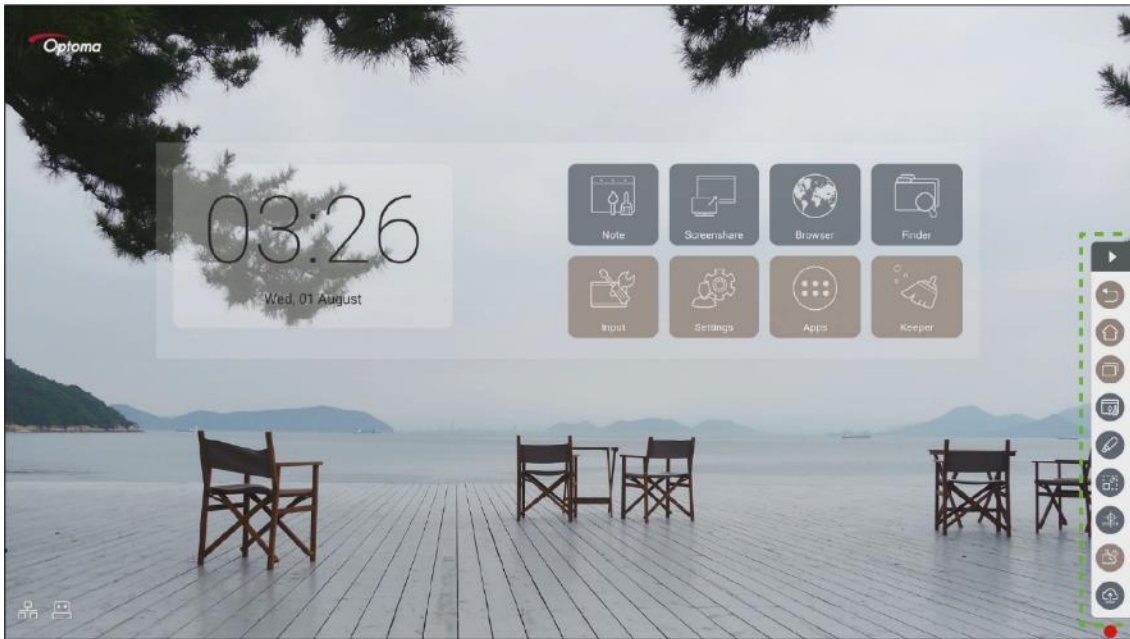 Optoma
03:26
Wed, 01 August
Note
Screenshare
Browser
Finder
Input
Settings
Apps
Keeper